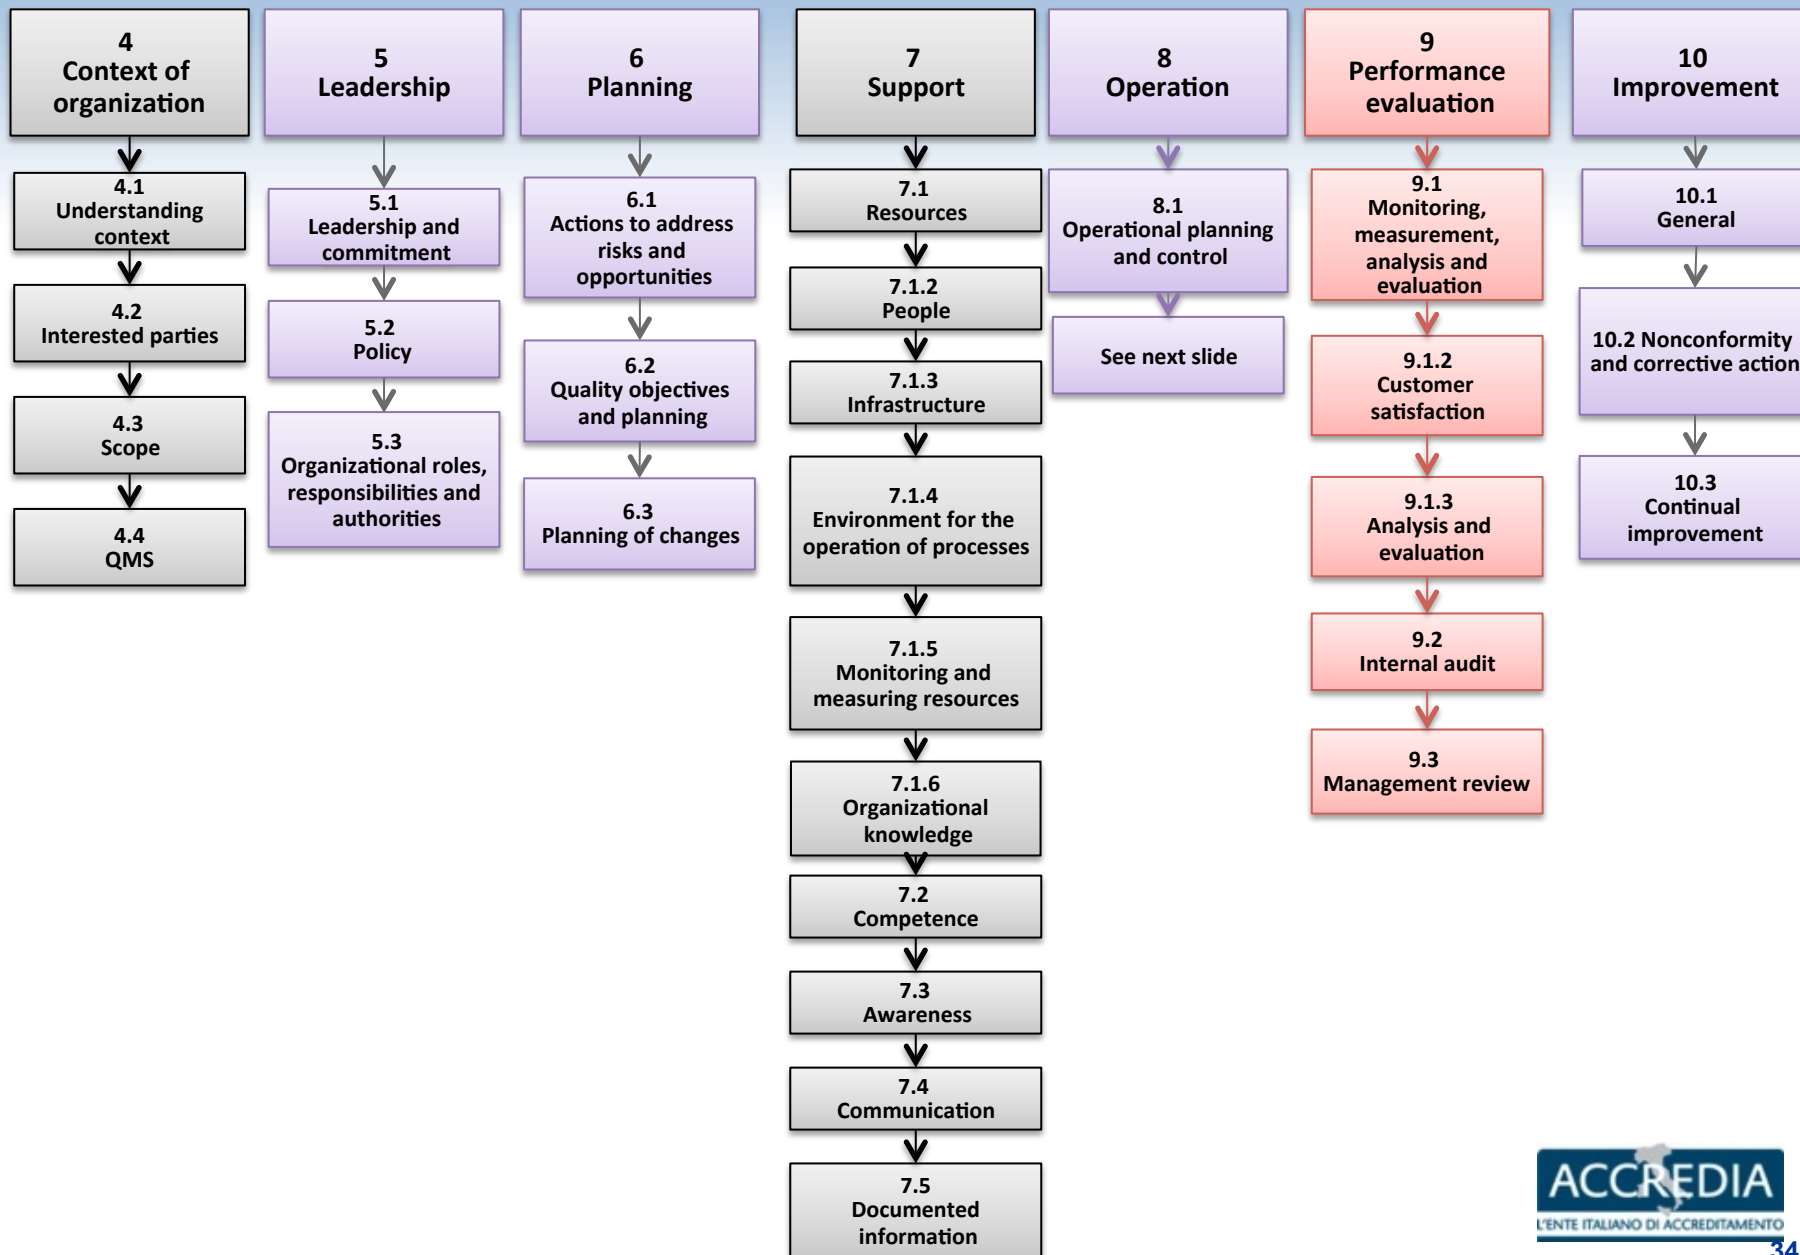 4
Context of
organization
4.1
Understanding
context
4.2
Interested parties
4.3
Scope
4.4
QMS
5
Leadership
5.1
Leadership and
commitment
5.2
Policy
5.3
Organizational roles,
responsibilities and
authorities
6
Planning
6.1
Actions to address
risks and
opportunities
6.2
Quality objectives
and planning
6.3
Planning of changes
7
Support
7.1
Resources
7.1.2
People
7.1.3
Infrastructure
7.1.4
Environment for the
operation of processes
7.1.5
Monitoring and
measuring resources
7.1.6
Organizational
knowledge
7.2
Competence
7.3
Awareness
7.4
Communication
7.5
Documented
information
8
Operation
8.1
Operational planning
and control
See next slide
9
Performance
evaluation
9.1
Monitoring,
measurement,
analysis and
evaluation
9.1.2
Customer
satisfaction
9.1.3
Analysis and
evaluation
9.2
Internal audit
9.3
Management review
10
Improvement
10.1
General
10.2 Nonconformity
and corrective action
10.3
Continual
improvement
ACCREDIA
L'ENTE ITALIANO DI ACCREDITAMENTO
34